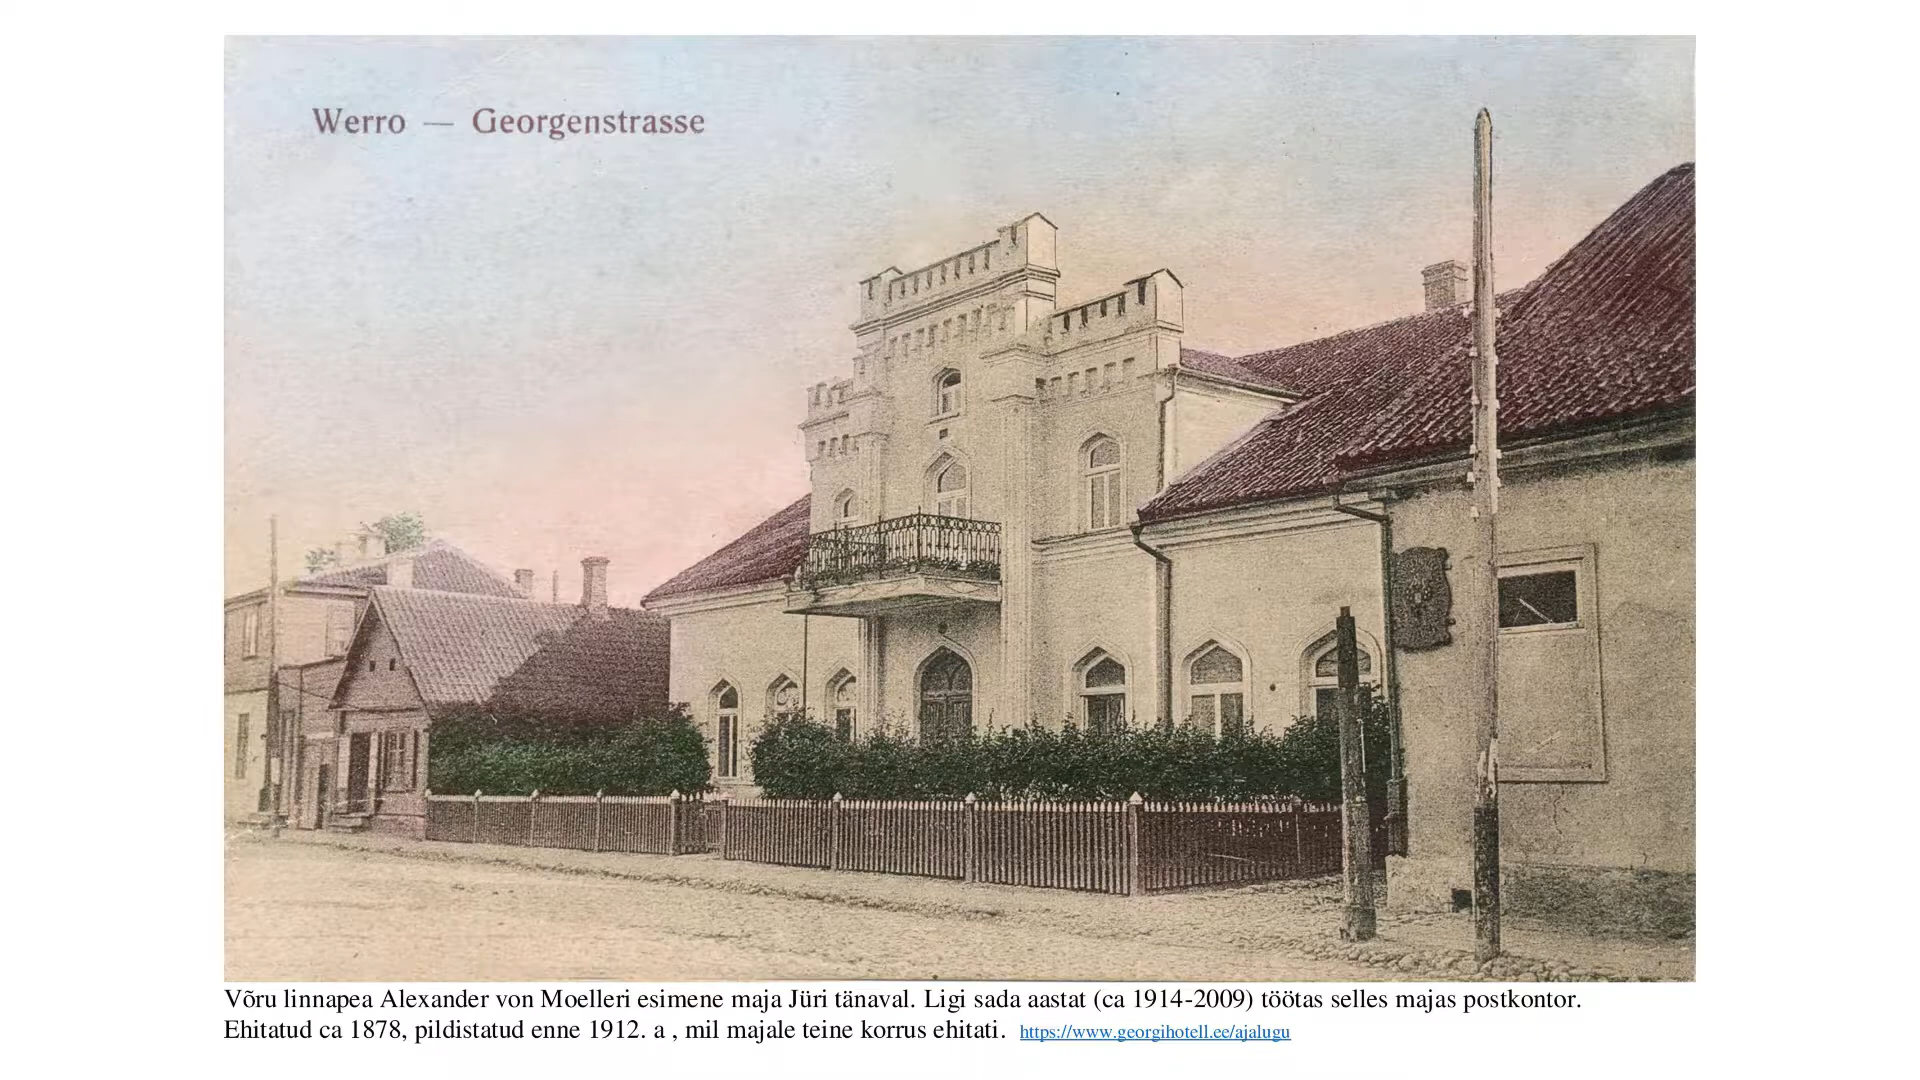 Werro — Georgenstrasse
Võru linnapea Alexander von Moelleri esimene maja Jüri tänaval. Ligi sada aastat (ca 1914-2009) töötas selles majas postkontor.
Ehitatud ca 1878, pildistatud enne 1912. a , mil majale teine korrus ehitati. https://www.georgihotell.ee/ajalugu